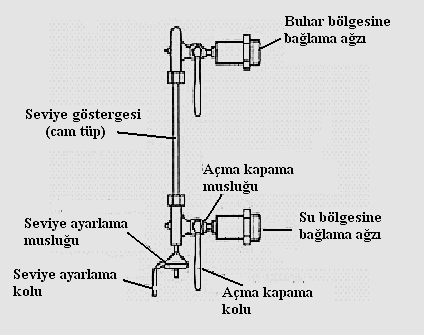 Buhar bölgesine
bağlama ağzı
Seviye göstergesi
(cam tüp)
Açma kapama
musluğu
Seviye ayarlama
musluğu
Su bölgesine
bağlama ağzı
Seviye ayarlama
kolu
Açma kapama
kolu